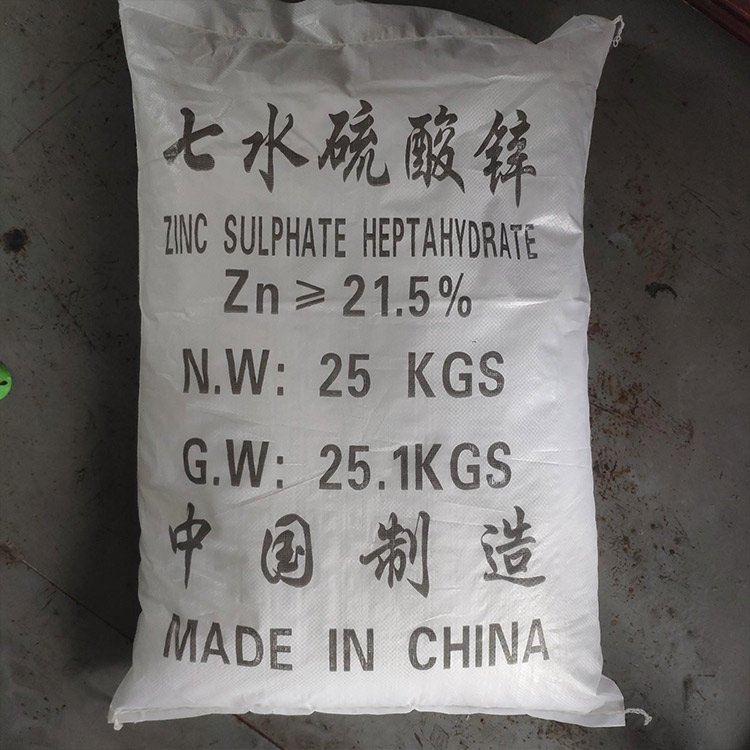 七水硫酸锌
ZINC SULPHATE HEPTAHYDRATE
Zn ≥ 21.5%
N.W: 25 KGS
G.W: 25.1KGS
中国制造
MADE IN CHINA